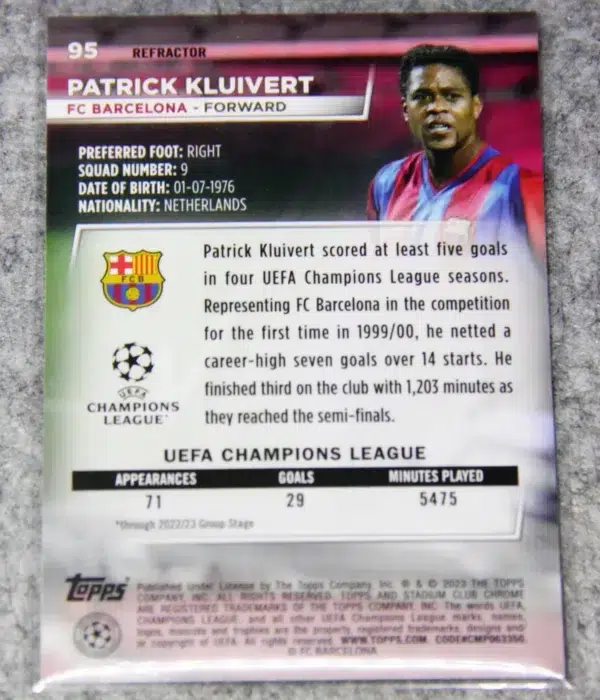 95 REFRACTOR
PATRICK KLUIVERT
FC BARCELONA - FORWARD
PREFERRED FOOT: RIGHT
SQUAD NUMBER: 9
DATE OF BIRTH: 01-07-1976
NATIONALITY: NETHERLANDS
FCB
Patrick Kluivert scored at least five goals
in four UEFA Champions League seasons.
Representing FC Barcelona in the competition
for the first time in 1999/00, he netted a
career-high seven goals over 14 starts. He
finished third on the club with 1,203 minutes as
they reached the semi-finals.
UEFA
CHAMPIONS
LEAGUE
UEFA CHAMPIONS LEAGUE
APPEARANCES GOALS MINUTES PLAYED
71 29 5475
*through 2022/23 Group Stage
Topps
Published Under License by The Topps Company, Inc. ® & © 2023 THE TOPPS
COMPANY, INC. ALL RIGHTS RESERVED. TOPPS AND STADIUM CLUB CHROME
ARE REGISTERED TRADEMARKS OF THE TOPPS COMPANY, INC. The words UEFA,
CHAMPIONS LEAGUE, and all other UEFA Champions League marks, names,
logos, mascots and trophies are the property, registered trademarks, designs and/
or copyright of UEFA. All rights reserved. WWW.TOPPS.COM. CODE#CMP063350.
© FC BARCELONA